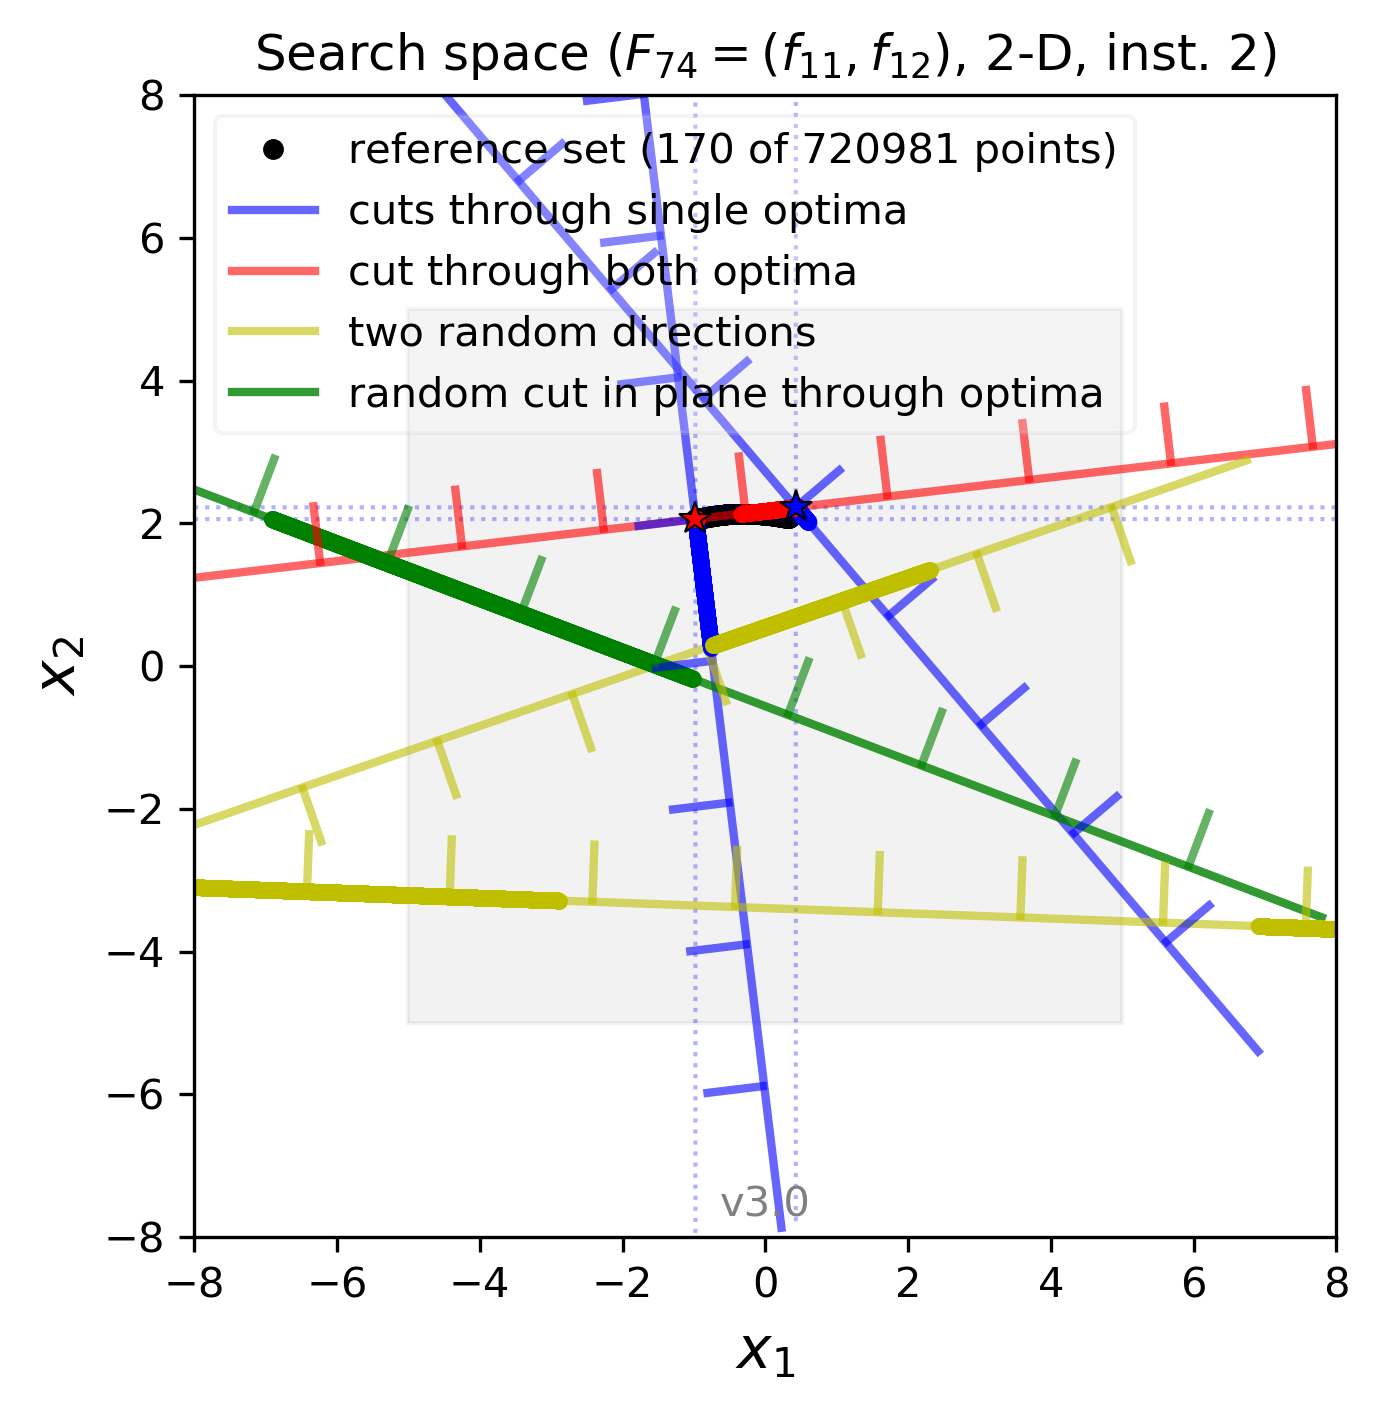 Search space (F₇₄ = (f₁₁, f₁₂), 2-D, inst. 2)
reference set (170 of 720981 points)
cuts through single optima
cut through both optima
two random directions
random cut in plane through optima
8
6
4
2
0
−2
−4
−6
−8
x₂
v3.0
−8 −6 −4 −2 0 2 4 6 8
x₁